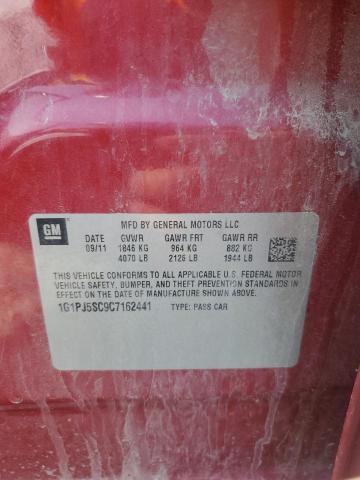 GM
MFD BY GENERAL MOTORS LLC
DATE GVWR GAWR FRT GAWR RR
09/11 1846 KG 964 KG 882 KG
4070 LB 2126 LB 1944 LB
THIS VEHICLE CONFORMS TO ALL APPLICABLE U.S. FEDERAL MOTOR
VEHICLE SAFETY, BUMPER, AND THEFT PREVENTION STANDARDS
IN EFFECT ON THE DATE OF MANUFACTURE SHOWN ABOVE.
1G1PJ5SC9C7162441 TYPE: PASS CAR